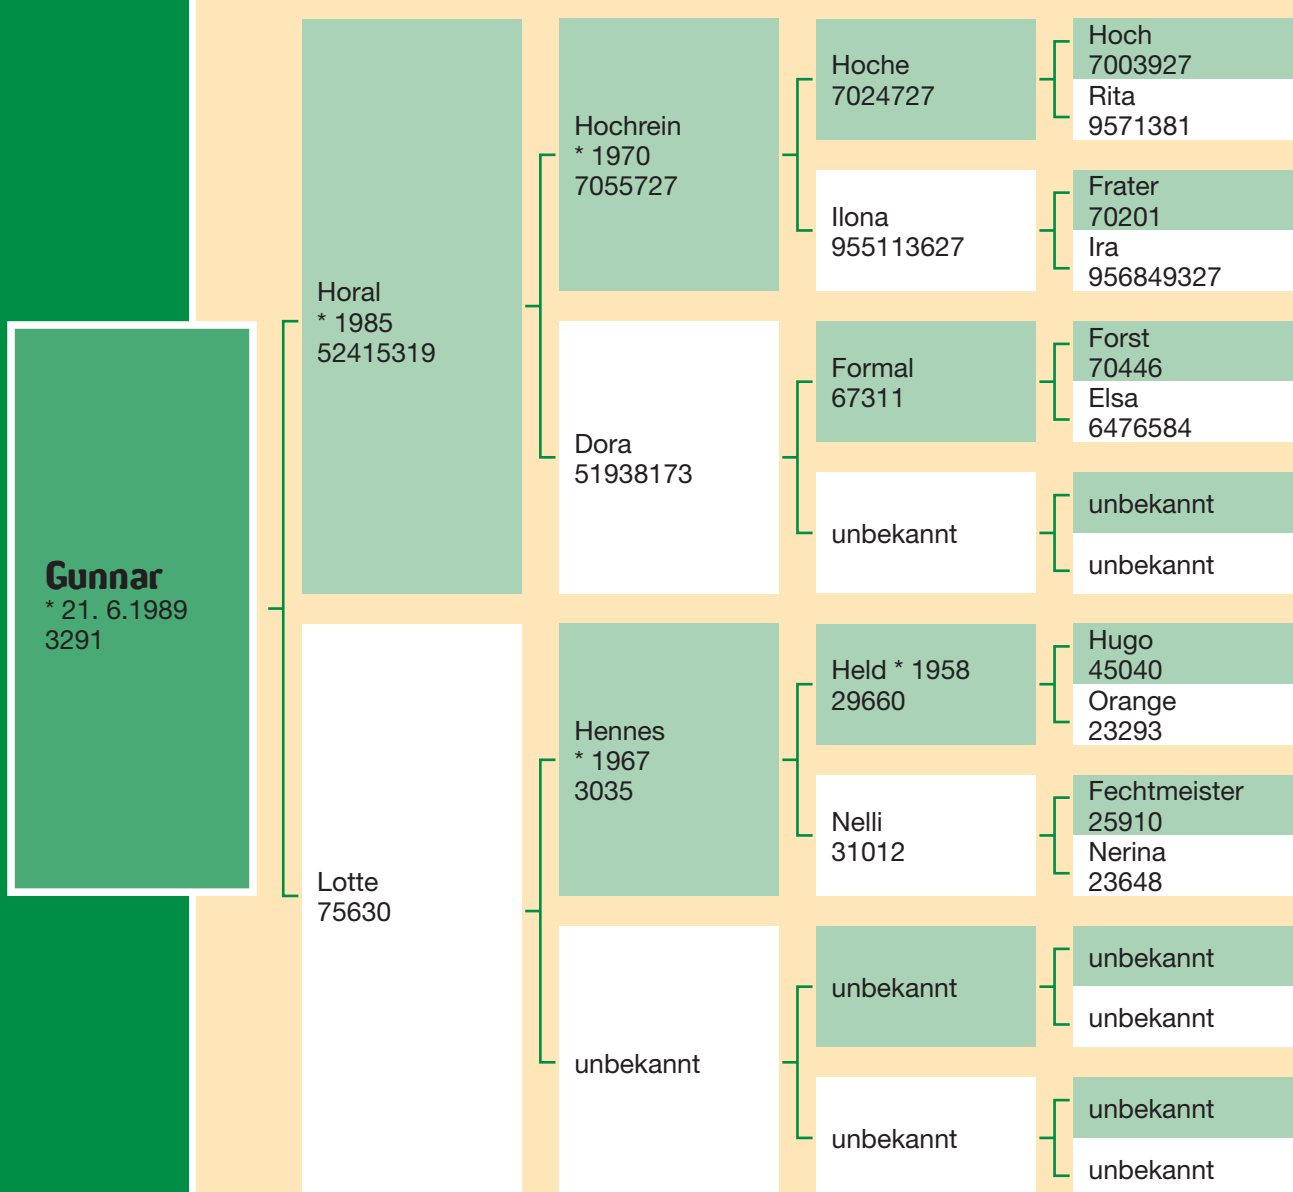 Gunnar
* 21. 6.1989
3291
Horal
* 1985
52415319
Lotte
75630
Hochrein
* 1970
7055727
Dora
51938173
Hennes
* 1967
3035
unbekannt
Hoche
7024727
Ilona
955113627
Formal
67311
unbekannt
Held * 1958
29660
Nelli
31012
unbekannt
unbekannt
Hoch
7003927
Rita
9571381
Frater
70201
Ira
956849327
Forst
70446
Elsa
6476584
unbekannt
unbekannt
Hugo
45040
Orange
23293
Fechtmeister
25910
Nerina
23648
unbekannt
unbekannt
unbekannt
unbekannt